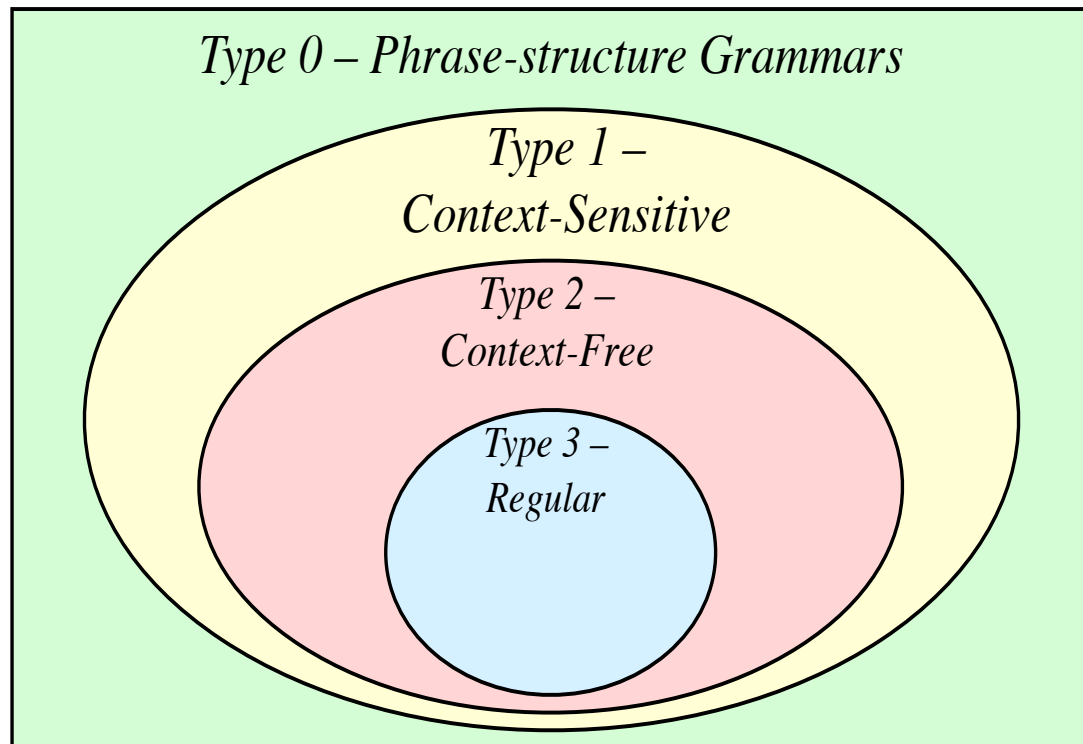 Type 0 – Phrase-structure Grammars
Type 1 –
Context-Sensitive
Type 2 –
Context-Free
Type 3 –
Regular